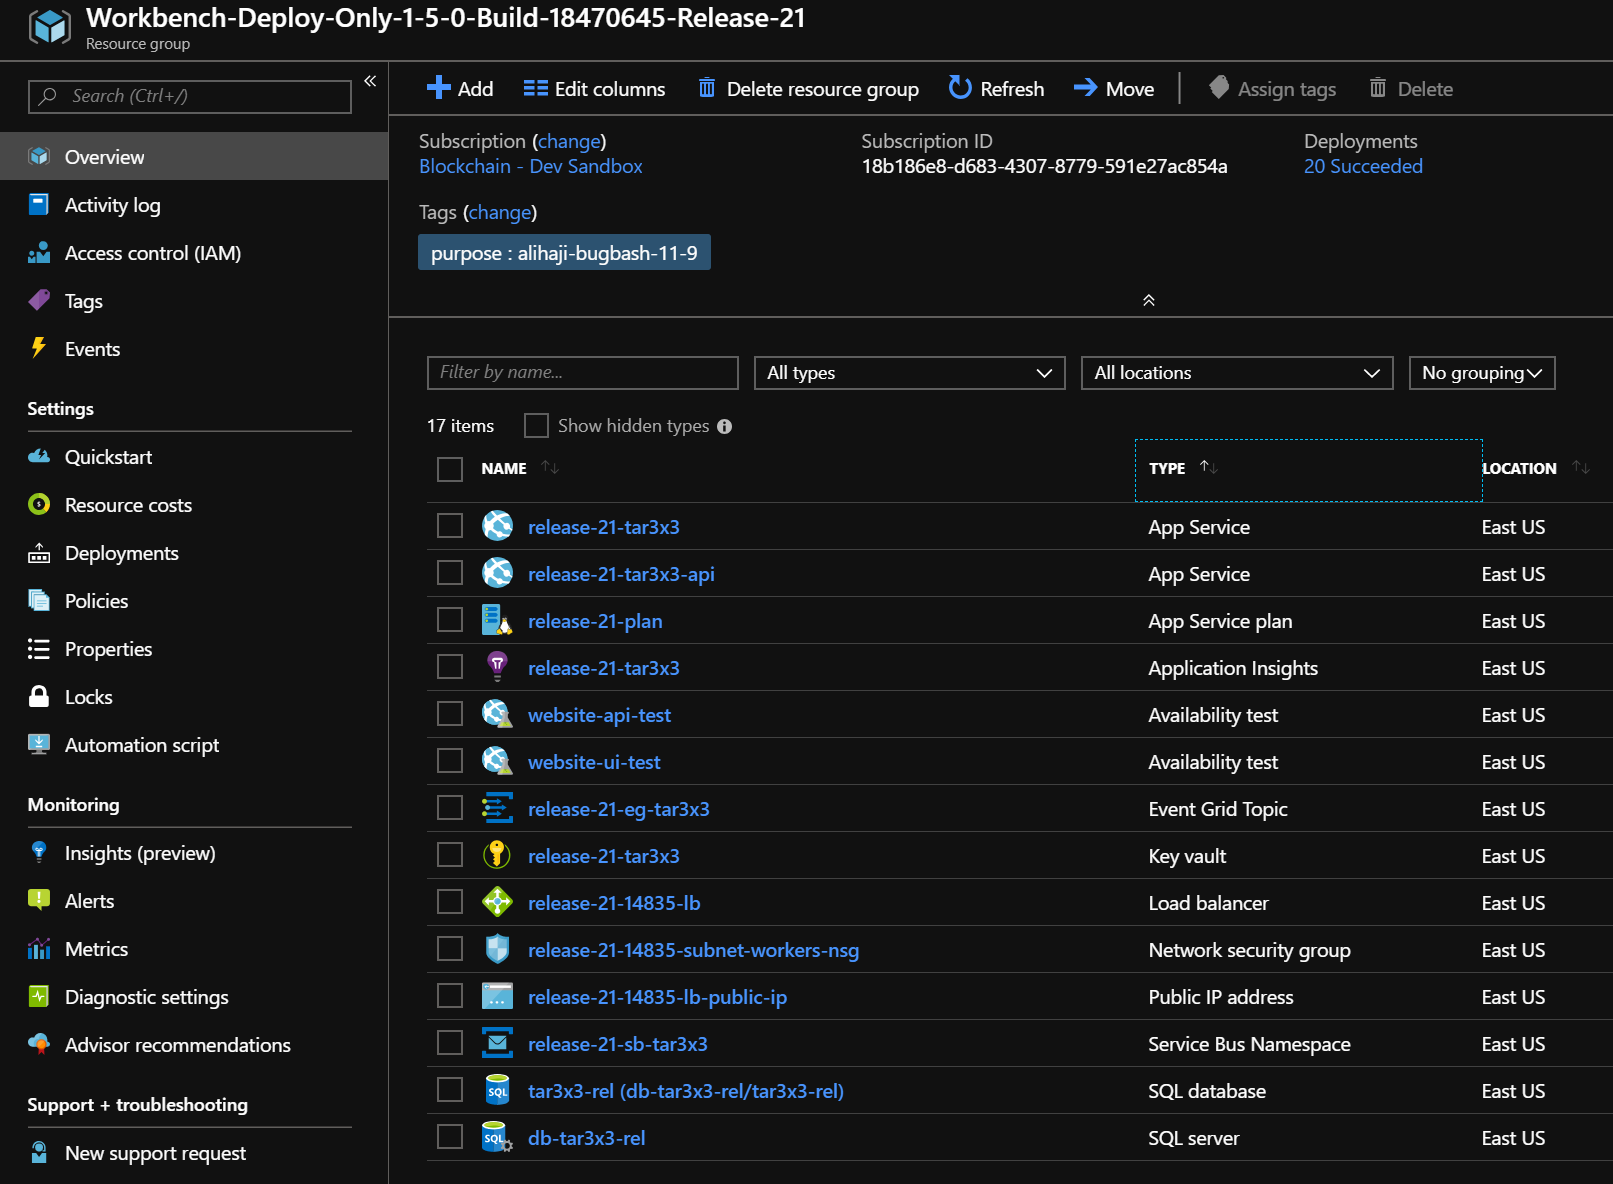 Workbench-Deploy-Only-1-5-0-Build-18470645-Release-21
Resource group
Search (Ctrl+/)
Overview
Activity log
Access control (IAM)
Tags
Events
Settings
Quickstart
Resource costs
Deployments
Policies
Properties
Locks
Automation script
Monitoring
Insights (preview)
Alerts
Metrics
Diagnostic settings
Advisor recommendations
Support + troubleshooting
New support request
Add Edit columns Delete resource group Refresh Move Assign tags Delete
Subscription (change) Subscription ID Deployments
Blockchain - Dev Sandbox 18b186e8-d683-4307-8779-591e27ac854a 20 Succeeded
Tags (change)
purpose : alihaji-bugbash-11-9
Filter by name... All types All locations No grouping
17 items Show hidden types
NAME TYPE LOCATION
release-21-tar3x3 App Service East US
release-21-tar3x3-api App Service East US
release-21-plan App Service plan East US
release-21-tar3x3 Application Insights East US
website-api-test Availability test East US
website-ui-test Availability test East US
release-21-eg-tar3x3 Event Grid Topic East US
release-21-tar3x3 Key vault East US
release-21-14835-lb Load balancer East US
release-21-14835-subnet-workers-nsg Network security group East US
release-21-14835-lb-public-ip Public IP address East US
release-21-sb-tar3x3 Service Bus Namespace East US
SQL tar3x3-rel (db-tar3x3-rel/tar3x3-rel) SQL database East US
SQL db-tar3x3-rel SQL server East US